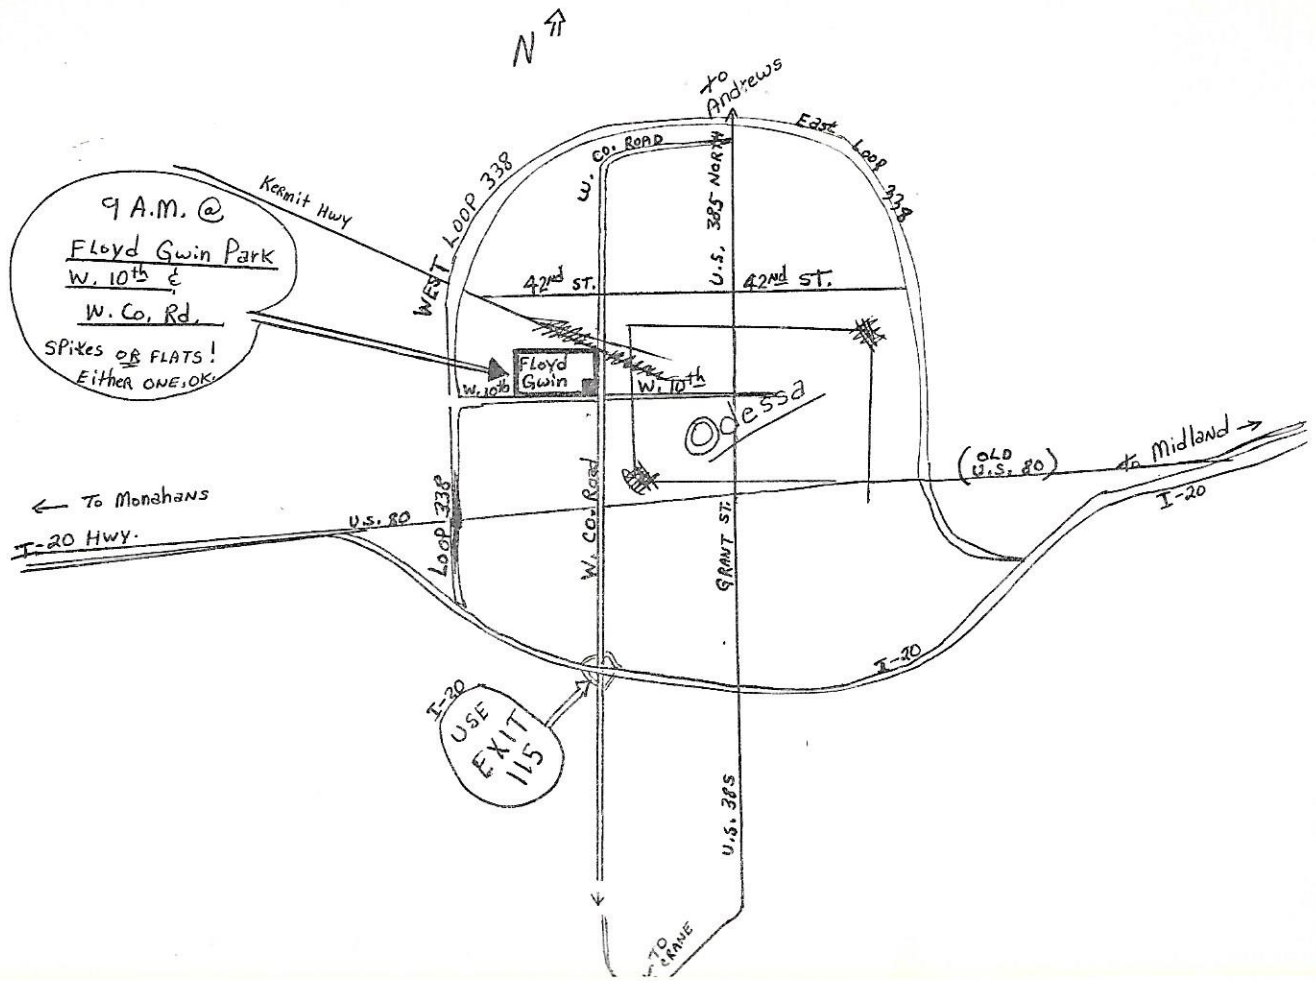 N
to
Andrews
East Loop 338
W. CO. ROAD
WEST LOOP 338
Kermit Hwy
U.S. 385 NORTH
9 A.M. @
Floyd Gwin Park
W. 10th &
W. Co. Rd.
SPikes OR FLATS!
Either ONE, OK.
42nd ST.
42nd ST.
Floyd
Gwin
W. 10th
W. 10th
Odessa
(OLD
U.S. 80)
to Midland
I-20
To Monahans
I-20 HWY.
U.S. 80
LOOP 338
W. CO. Road
GRANT ST.
I-20
I-20
USE
EXIT
115
U.S. 385
TO
CRANE